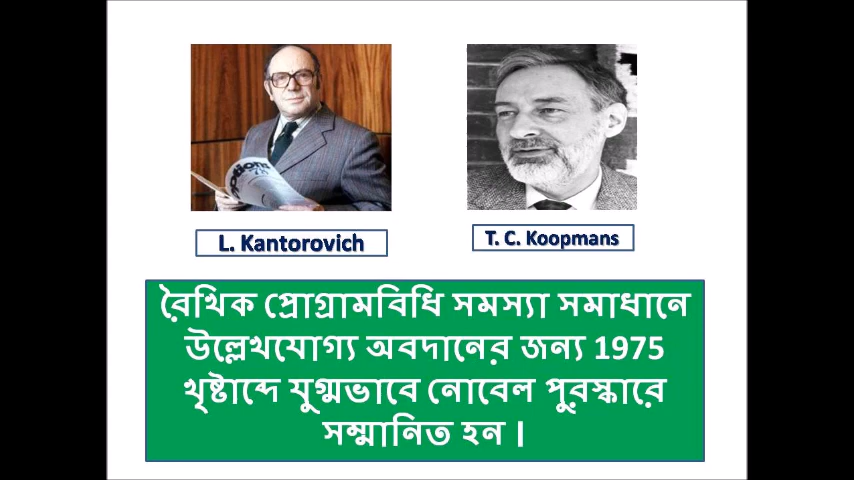 L. Kantorovich
T. C. Koopmans
রৈখিক প্রোগ্রামবিধি সমস্যা সমাধানে
উল্লেখযোগ্য অবদানের জন্য 1975
খৃষ্টাব্দে যুগ্মভাবে নোবেল পুরস্কারে
সম্মানিত হন।